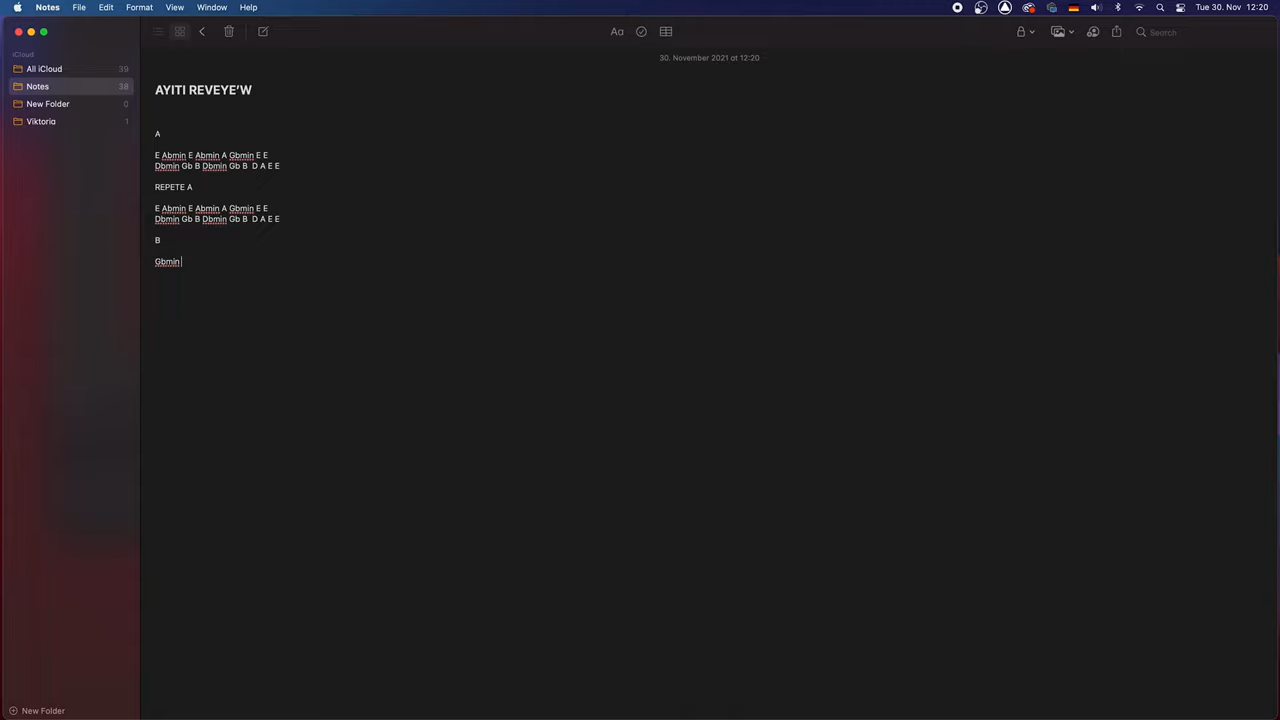 Notes File Edit Format View Window Help Tue 30. Nov 12:20
Aa Search
iCloud
All iCloud 39
Notes 38
New Folder 0
Viktoria 1
30. November 2021 at 12:20
AYITI REVEYE'W
A
E Abmin E Abmin A Gbmin E E
Dbmin Gb B Dbmin Gb B D A E E
REPETE A
E Abmin E Abmin A Gbmin E E
Dbmin Gb B Dbmin Gb B D A E E
B
Gbmin
New Folder